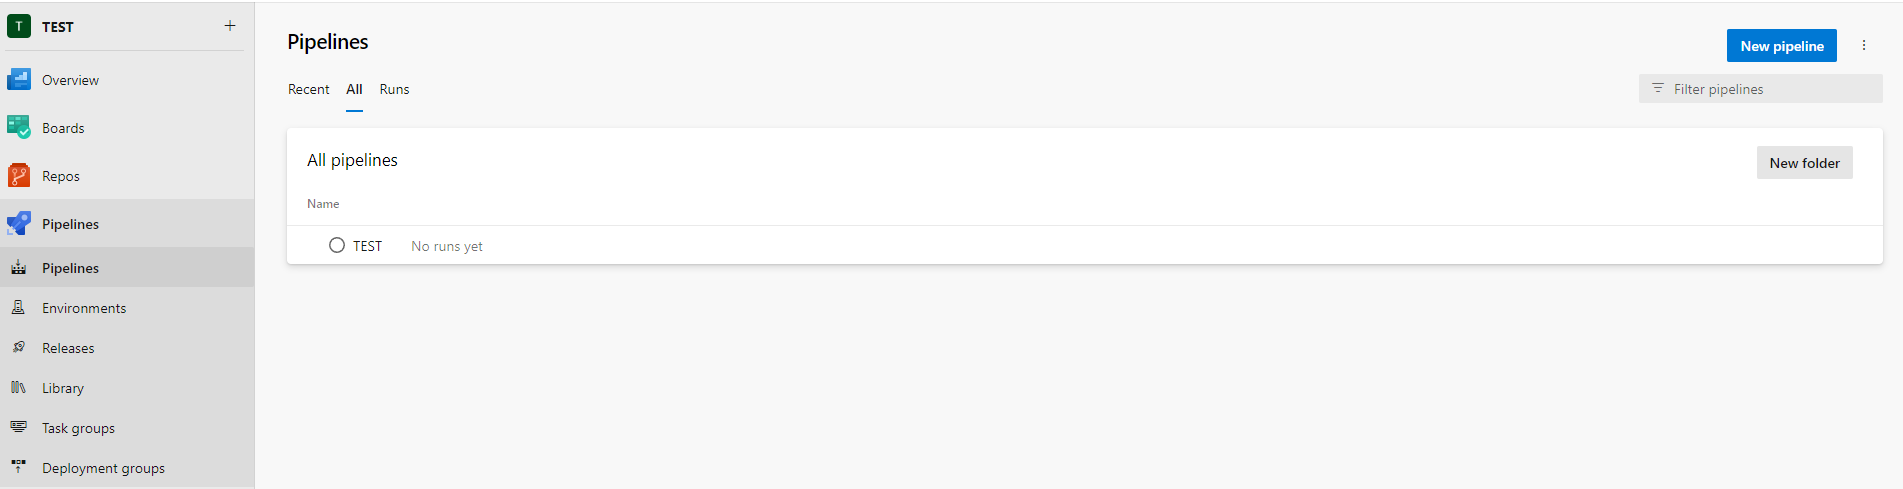 T TEST +
Overview
Boards
Repos
Pipelines
Pipelines
Environments
Releases
Library
Task groups
Deployment groups
Pipelines
New pipeline
Recent All Runs
Filter pipelines
All pipelines
New folder
Name
TEST No runs yet